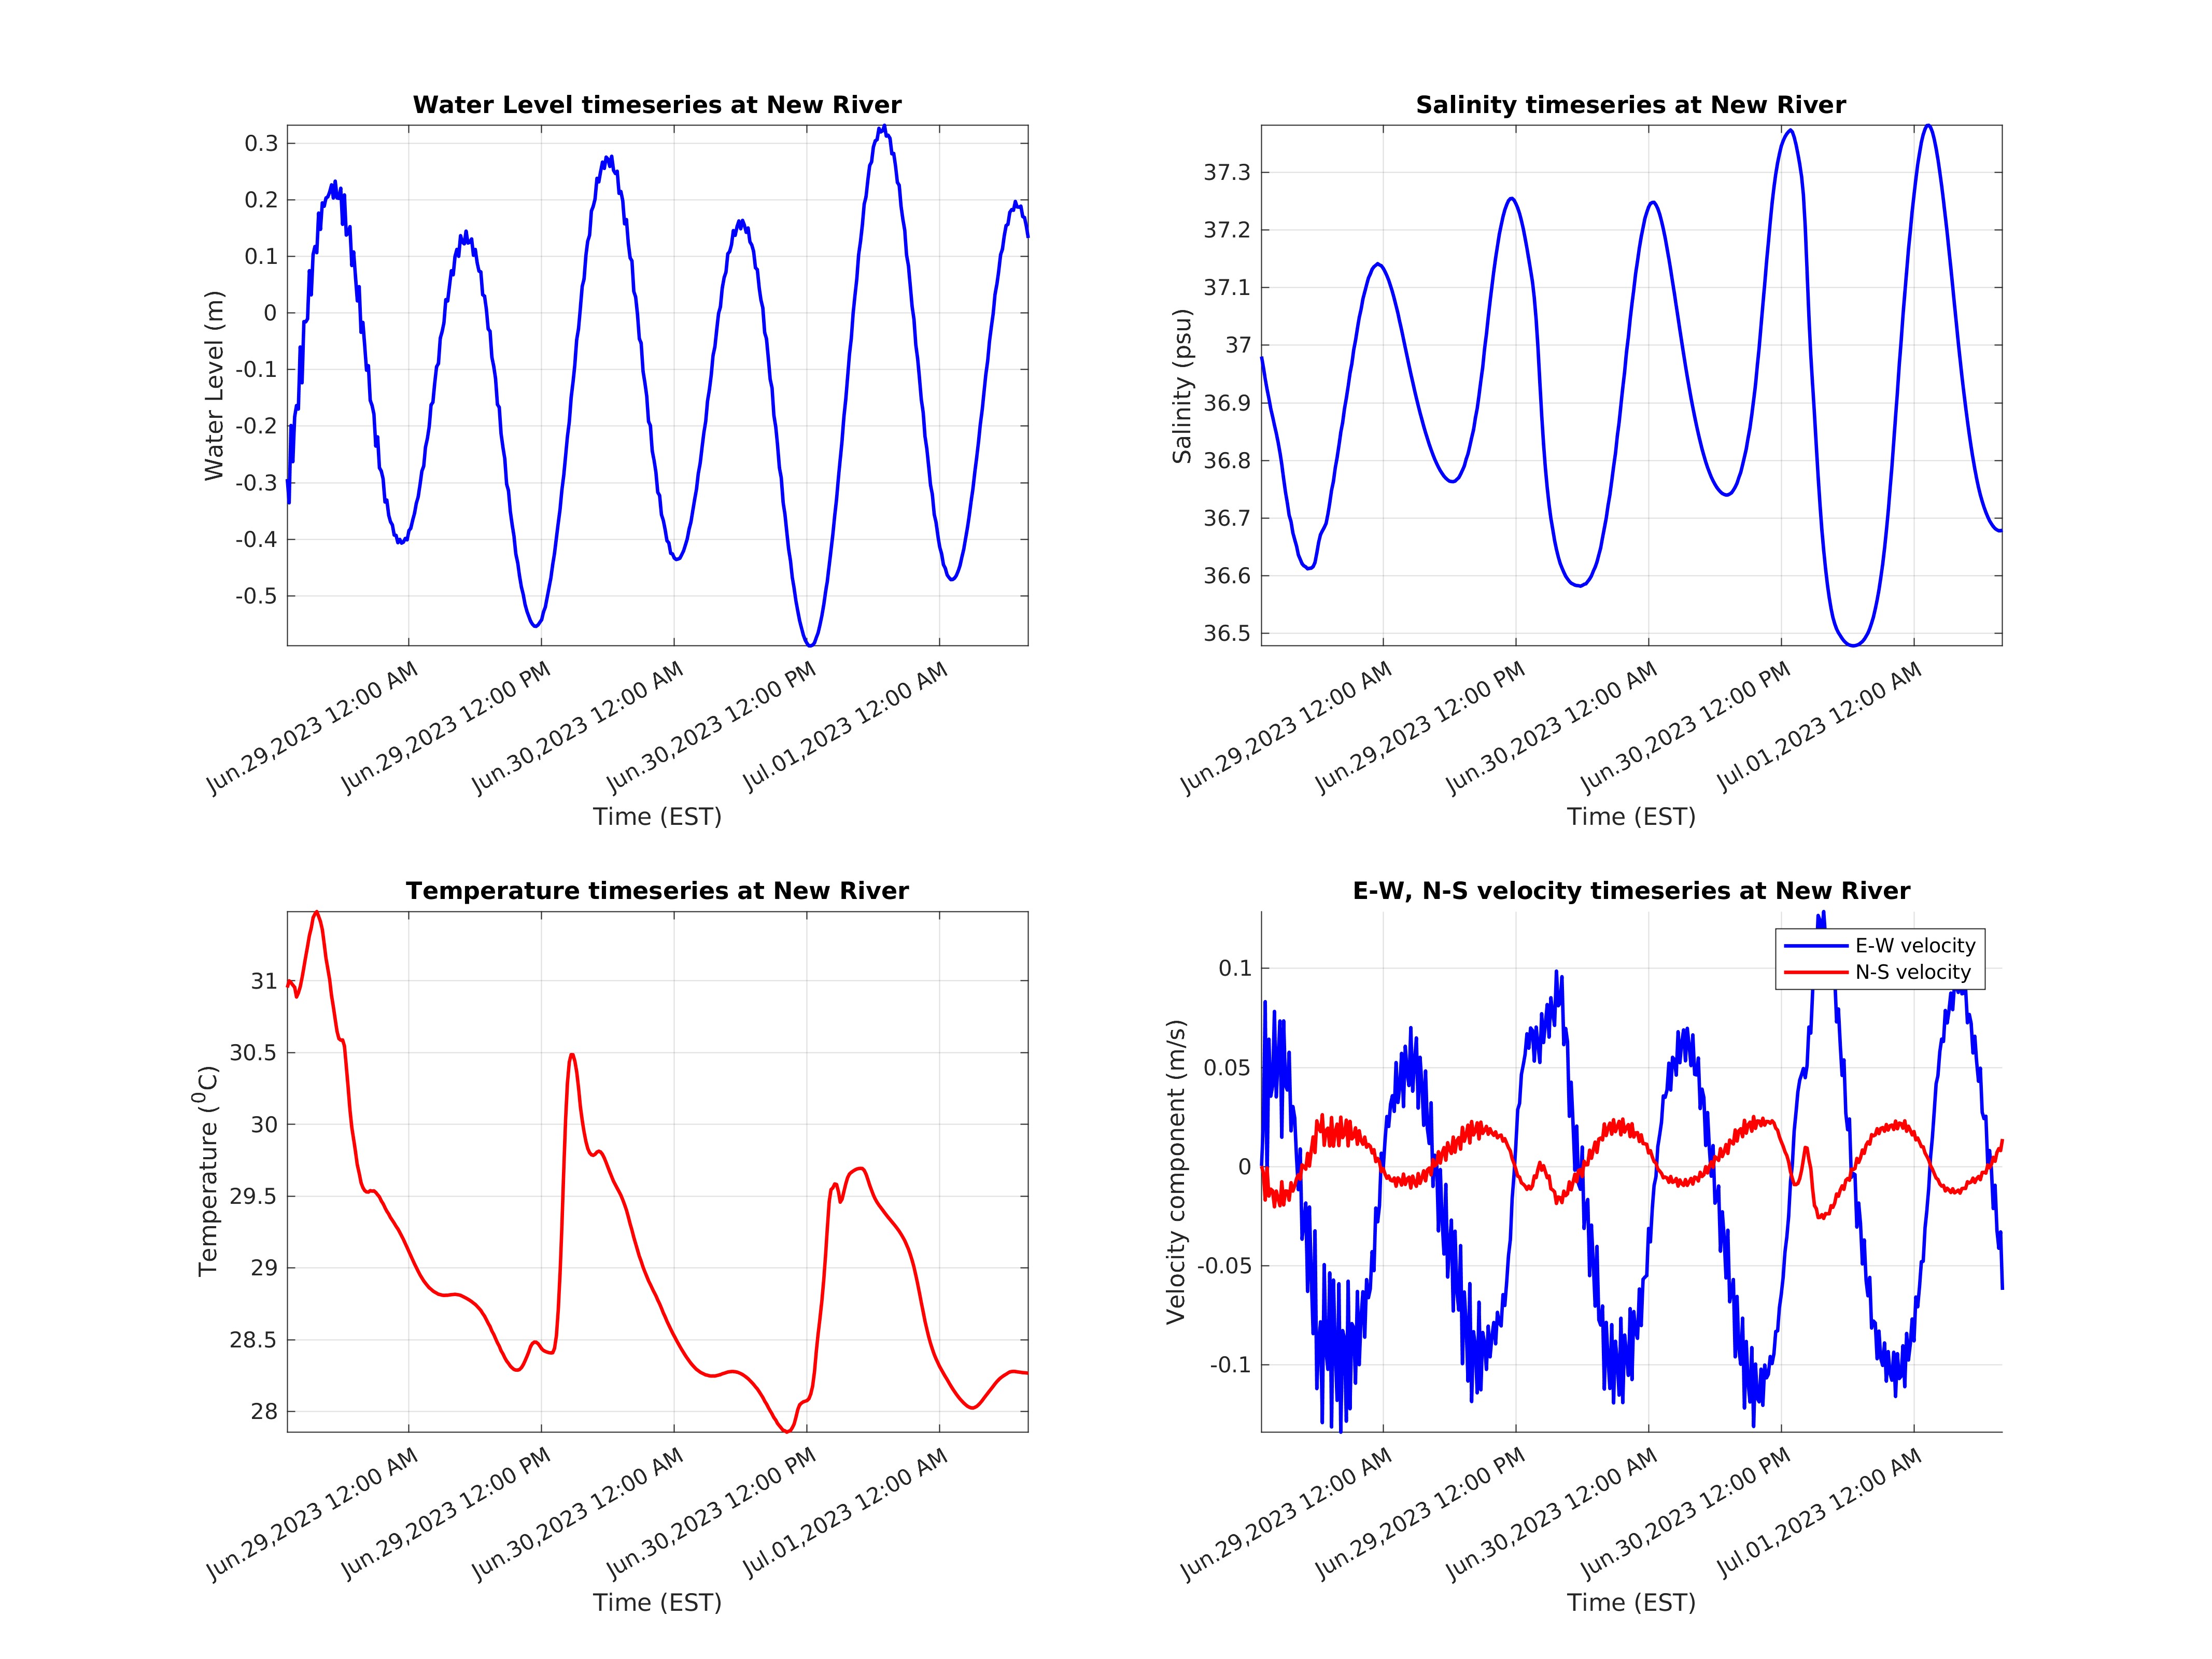 Water Level timeseries at New River
Water Level (m)
0.3
0.2
0.1
0
-0.1
-0.2
-0.3
-0.4
-0.5
Jun.29,2023 12:00 AM
Jun.29,2023 12:00 PM
Jun.30,2023 12:00 AM
Jun.30,2023 12:00 PM
Jul.01,2023 12:00 AM
Time (EST)
Salinity timeseries at New River
Salinity (psu)
37.3
37.2
37.1
37
36.9
36.8
36.7
36.6
36.5
Jun.29,2023 12:00 AM
Jun.29,2023 12:00 PM
Jun.30,2023 12:00 AM
Jun.30,2023 12:00 PM
Jul.01,2023 12:00 AM
Time (EST)
Temperature timeseries at New River
Temperature (⁰C)
31
30.5
30
29.5
29
28.5
28
Jun.29,2023 12:00 AM
Jun.29,2023 12:00 PM
Jun.30,2023 12:00 AM
Jun.30,2023 12:00 PM
Jul.01,2023 12:00 AM
Time (EST)
E-W, N-S velocity timeseries at New River
Velocity component (m/s)
0.1
0.05
0
-0.05
-0.1
E-W velocity
N-S velocity
Jun.29,2023 12:00 AM
Jun.29,2023 12:00 PM
Jun.30,2023 12:00 AM
Jun.30,2023 12:00 PM
Jul.01,2023 12:00 AM
Time (EST)